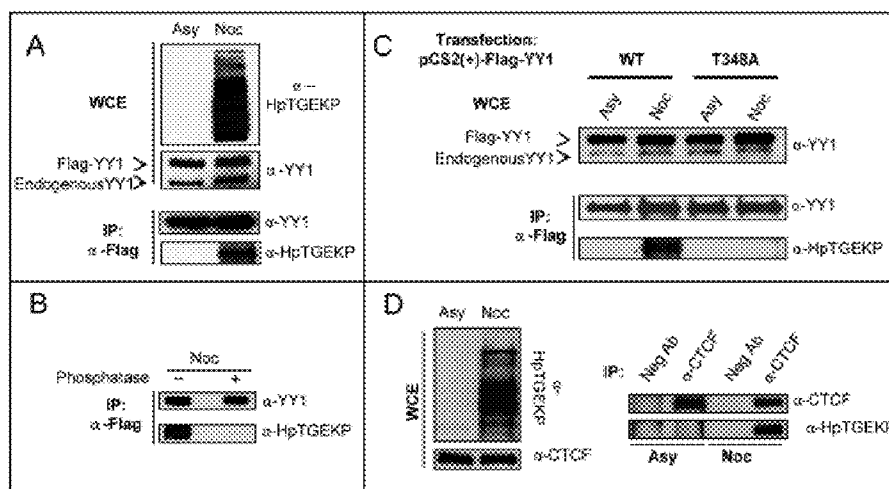 A
Asy Noc
WCE
α-
HpTGEKP
Flag-YY1
EndogenousYY1
α-YY1
IP:
α-Flag
α-YY1
α-HpTGEKP
B
Noc
Phosphatase
− +
IP:
α-Flag
α-YY1
α-HpTGEKP
C
Transfection:
pCS2(+)-Flag-YY1
WT T348A
WCE
Asy Noc Asy Noc
Flag-YY1
EndogenousYY1
α-YY1
IP:
α-Flag
α-YY1
α-HpTGEKP
D
Asy Noc
WCE
α-
HpTGEKP
α-CTCF
IP:
Neg Ab α-CTCF Neg Ab α-CTCF
α-CTCF
α-HpTGEKP
Asy Noc